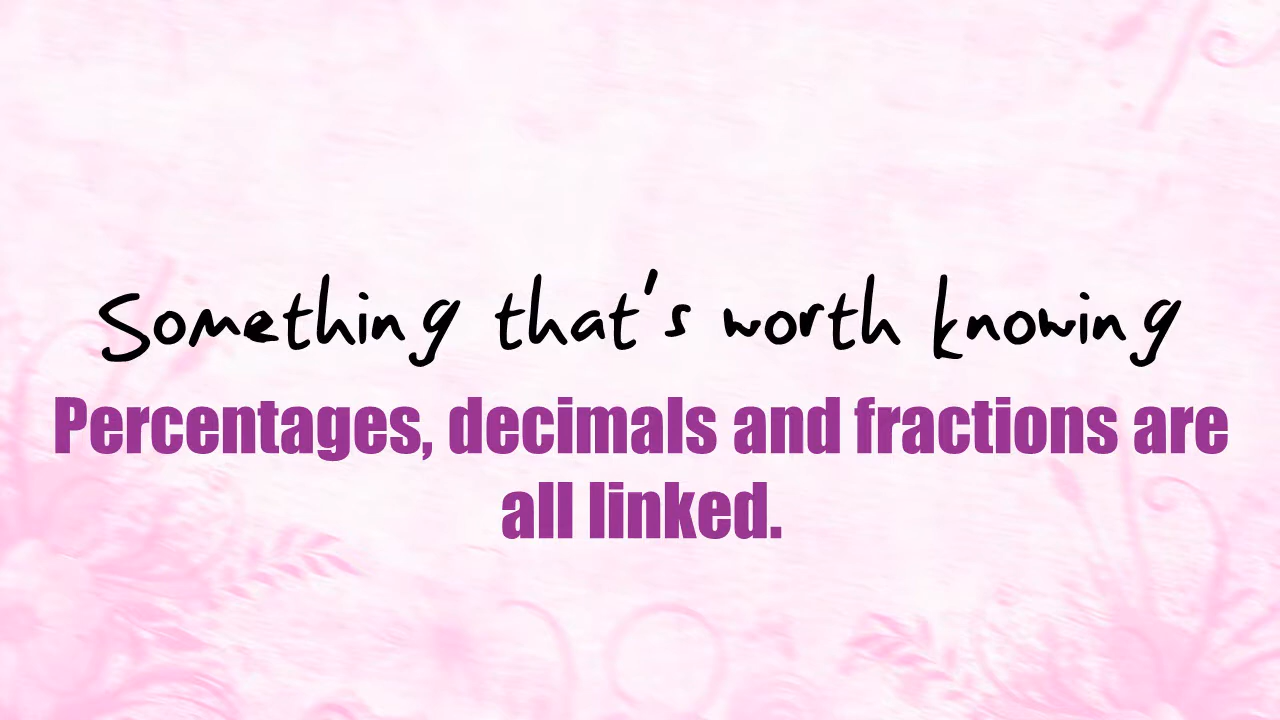 Something that's worth knowing
Percentages, decimals and fractions are
all linked.